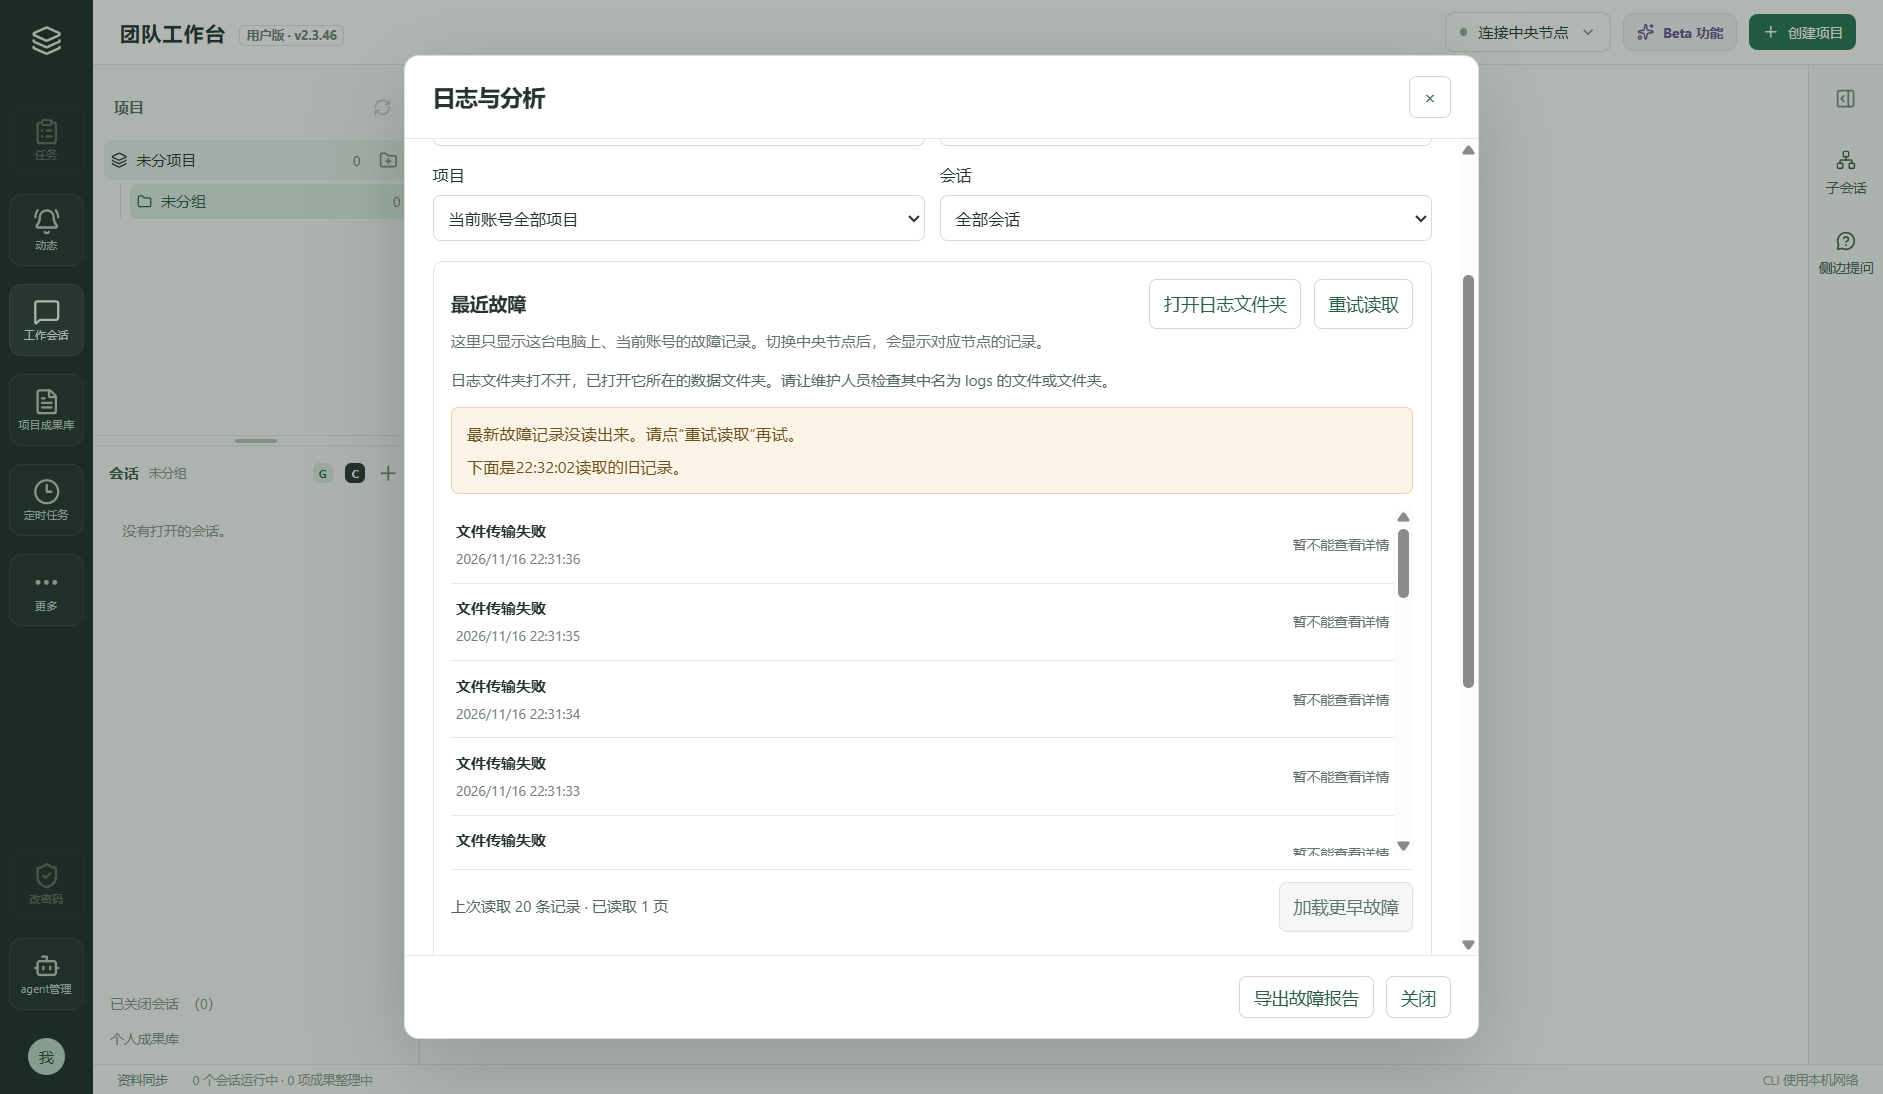 团队工作台
用户版 · v2.3.46
连接中央节点
Beta 功能
创建项目
任务
动态
工作会话
项目成果库
定时任务
更多
改密码
agent管理
我
项目
未分项目 0
未分组 0
会话 未分组
G
C
没有打开的会话。
已关闭会话 (0)
个人成果库
日志与分析
×
项目
当前账号全部项目
会话
全部会话
最近故障
打开日志文件夹
重试读取
这里只显示这台电脑上、当前账号的故障记录。切换中央节点后，会显示对应节点的记录。
日志文件夹打不开，已打开它所在的数据文件夹。请让维护人员检查其中名为 logs 的文件或文件夹。
最新故障记录没读出来。请点“重试读取”再试。
下面是22:32:02读取的旧记录。
文件传输失败
2026/11/16 22:31:36
暂不能查看详情
文件传输失败
2026/11/16 22:31:35
暂不能查看详情
文件传输失败
2026/11/16 22:31:34
暂不能查看详情
文件传输失败
2026/11/16 22:31:33
暂不能查看详情
文件传输失败
暂不能查看详情
上次读取 20 条记录 · 已读取 1 页
加载更早故障
导出故障报告
关闭
子会话
侧边提问
资料同步
0 个会话运行中 · 0 项成果整理中
CLI 使用本机网络